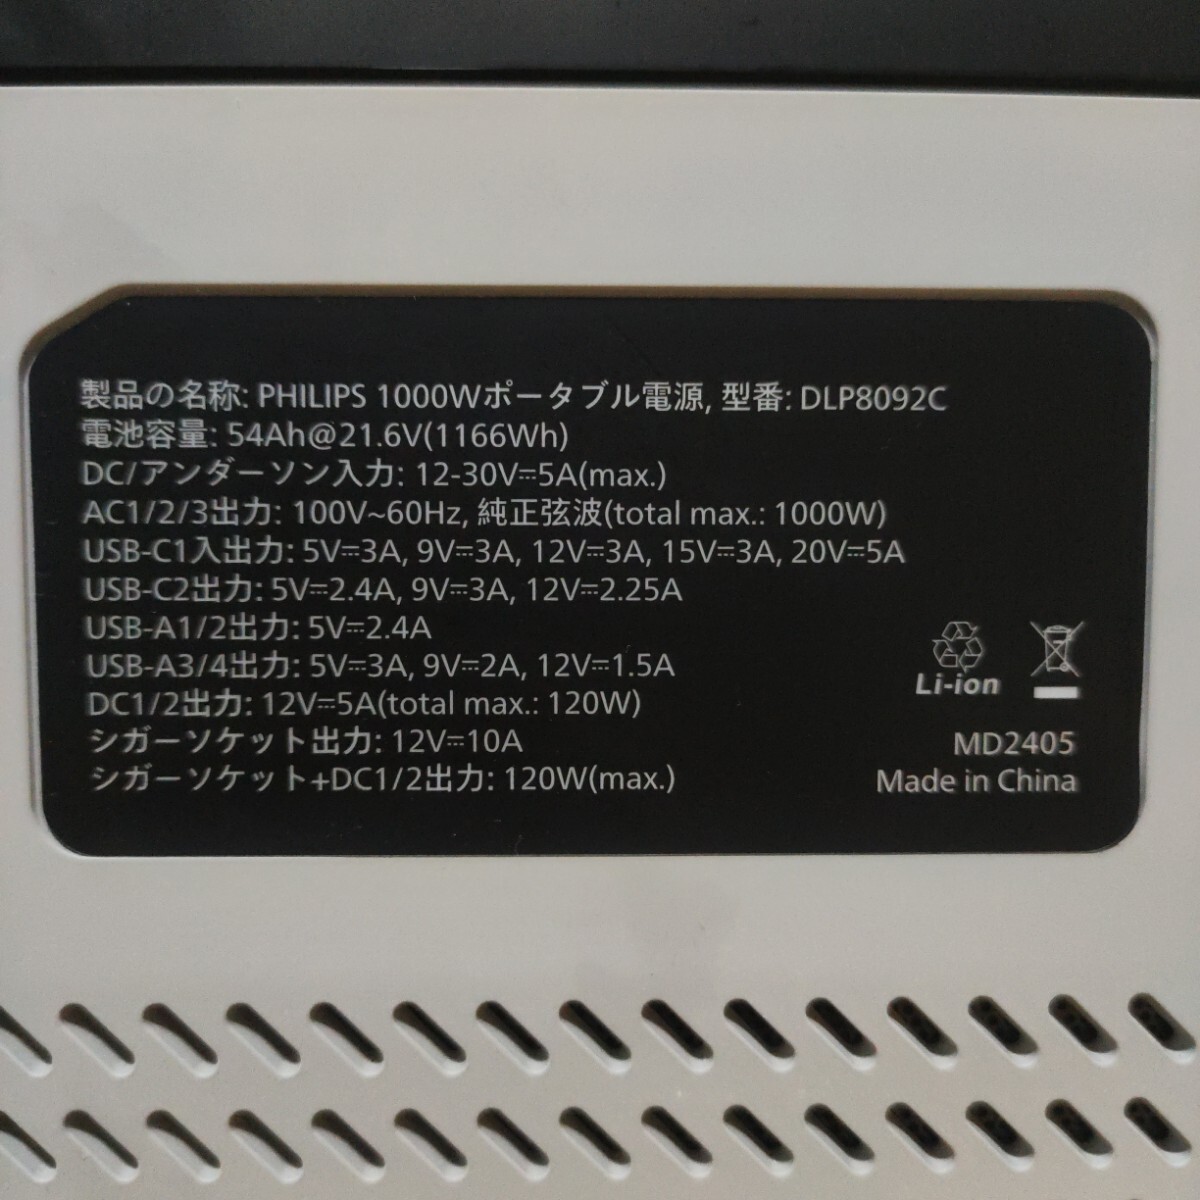 製品の名称: PHILIPS 1000Wポータブル電源, 型番: DLP8092C
電池容量: 54Ah@21.6V(1166Wh)
DC/アンダーソン入力: 12-30V⎓5A(max.)
AC1/2/3出力: 100V~60Hz, 純正弦波(total max.: 1000W)
USB-C1入出力: 5V⎓3A, 9V⎓3A, 12V⎓3A, 15V⎓3A, 20V⎓5A
USB-C2出力: 5V⎓2.4A, 9V⎓3A, 12V⎓2.25A
USB-A1/2出力: 5V⎓2.4A
USB-A3/4出力: 5V⎓3A, 9V⎓2A, 12V⎓1.5A
DC1/2出力: 12V⎓5A(total max.: 120W)
シガーソケット出力: 12V⎓10A
シガーソケット+DC1/2出力: 120W(max.)
Li-ion
MD2405
Made in China